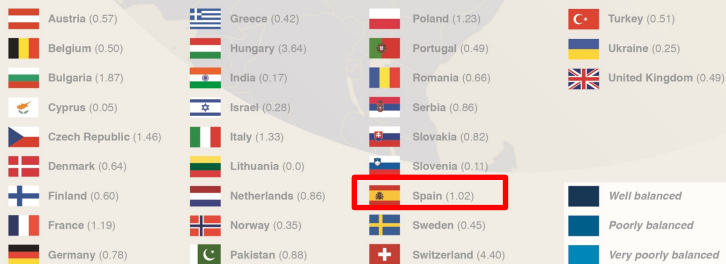 Austria (0.57)
Belgium (0.50)
Bulgaria (1.87)
Cyprus (0.05)
Czech Republic (1.46)
Denmark (0.64)
Finland (0.60)
France (1.19)
Germany (0.78)
Greece (0.42)
Hungary (3.64)
India (0.17)
Israel (0.28)
Italy (1.33)
Lithuania (0.0)
Netherlands (0.86)
Norway (0.35)
Pakistan (0.88)
Poland (1.23)
Portugal (0.49)
Romania (0.66)
Serbia (0.86)
Slovakia (0.82)
Slovenia (0.11)
Spain (1.02)
Sweden (0.45)
Switzerland (4.40)
Turkey (0.51)
Ukraine (0.25)
United Kingdom (0.49)
Well balanced
Poorly balanced
Very poorly balanced